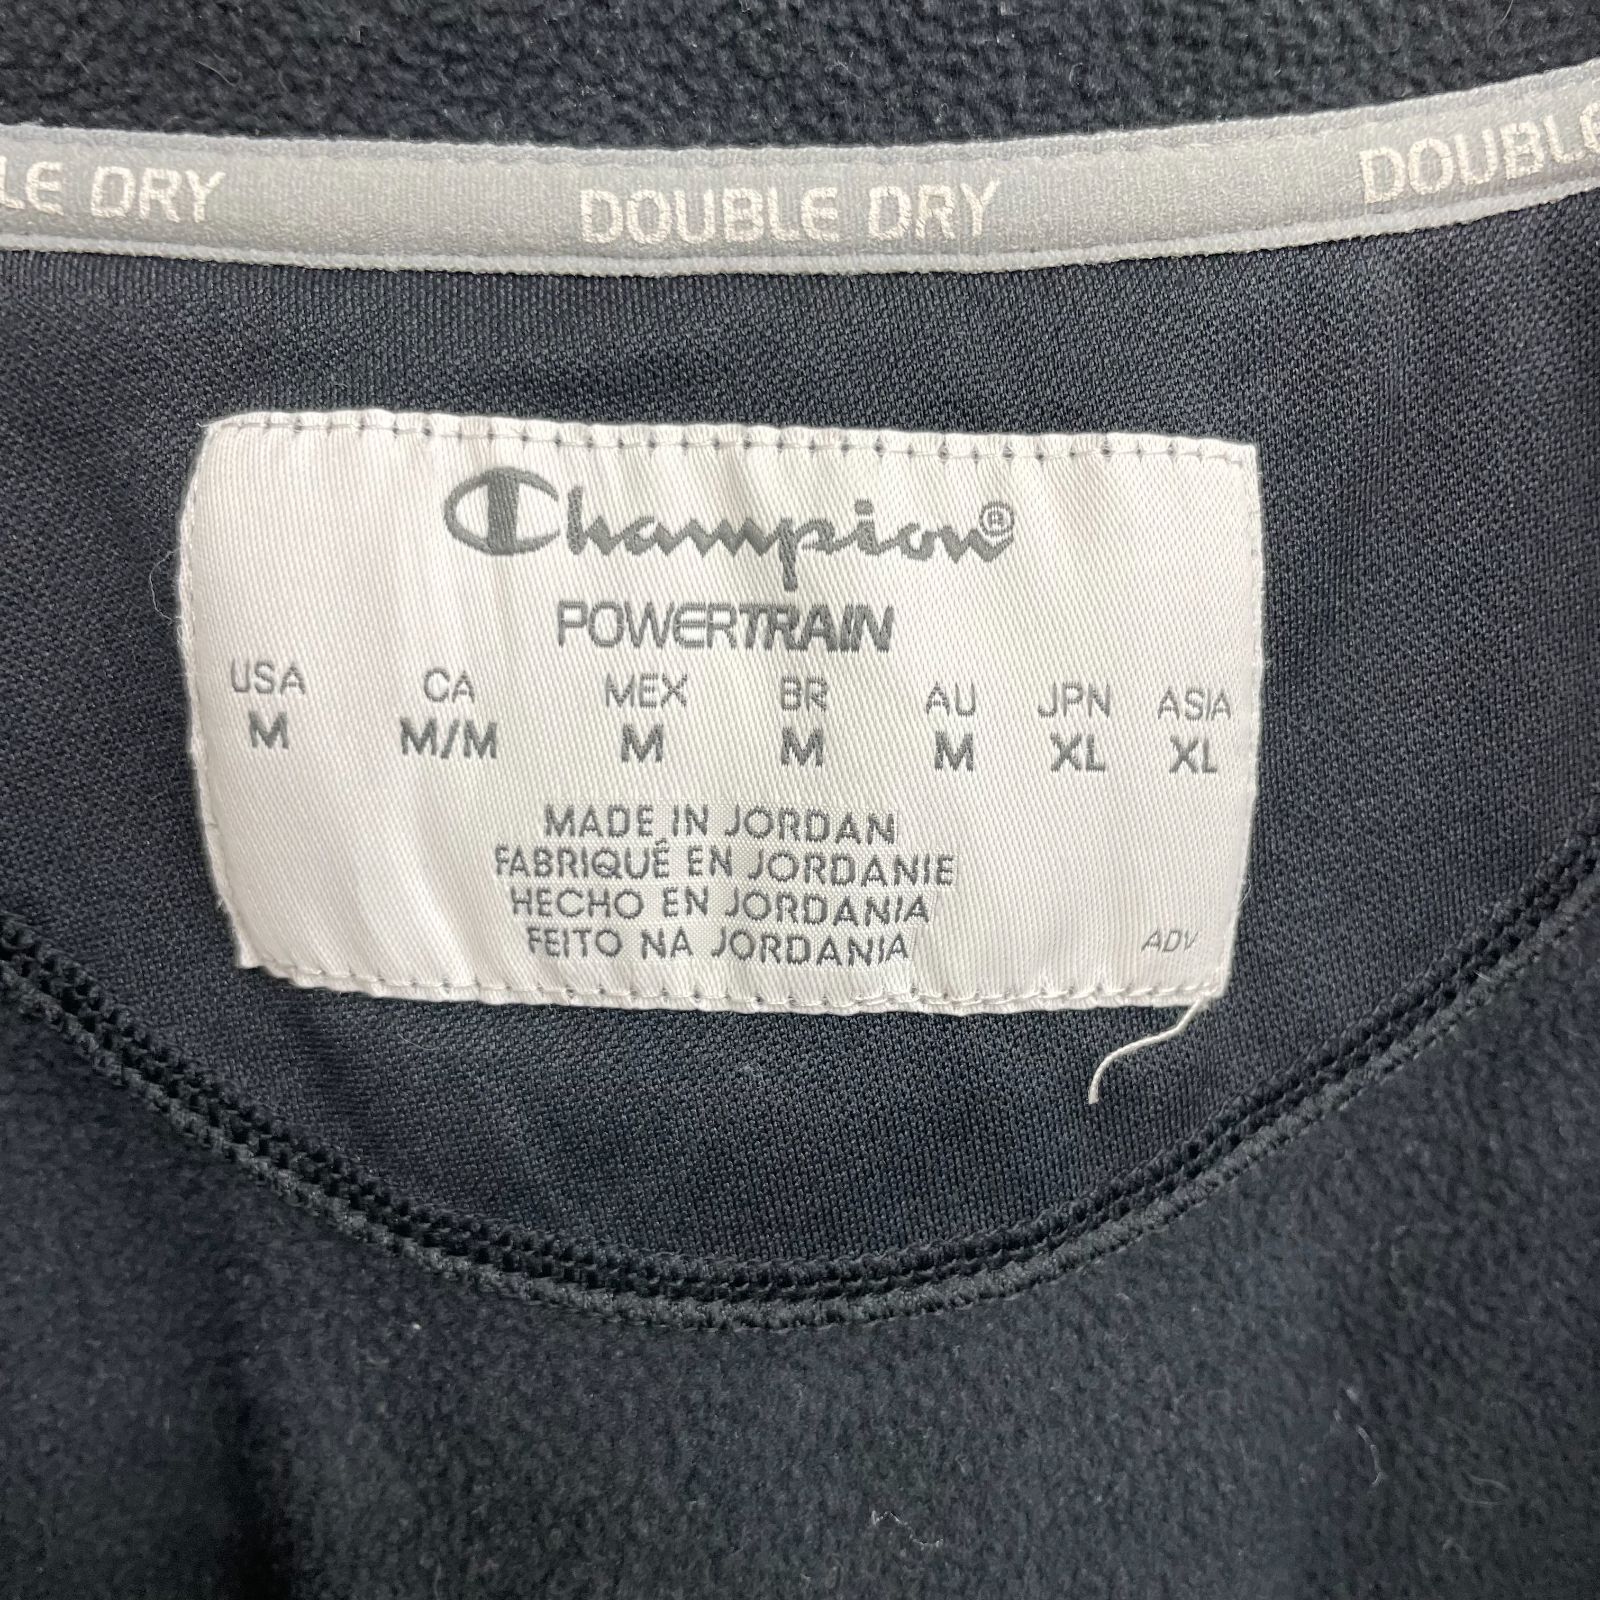 LE DRY DOUBLE DRY DOUBLE
Champion®
POWERTRAIN
USA CA MEX BR AU JPN ASIA
M M/M M M M XL XL
MADE IN JORDAN
FABRIQUÉ EN JORDANIE
HECHO EN JORDANIA
FEITO NA JORDANIA
ADV